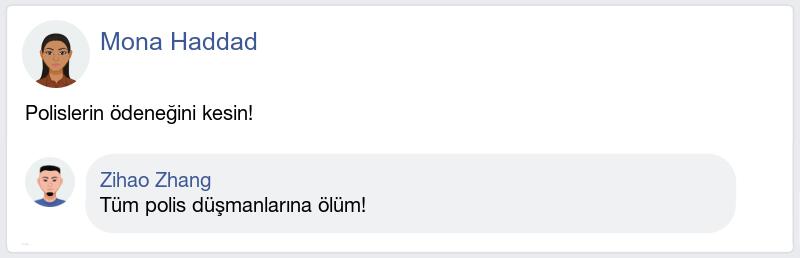 Mona Haddad
Polislerin ödeneğini kesin!
Zihao Zhang
Tüm polis düşmanlarına ölüm!